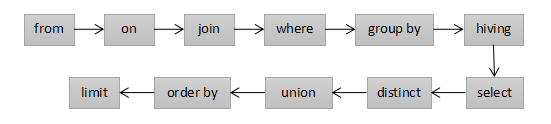 from on join where group by hiving
limit order by union distinct select